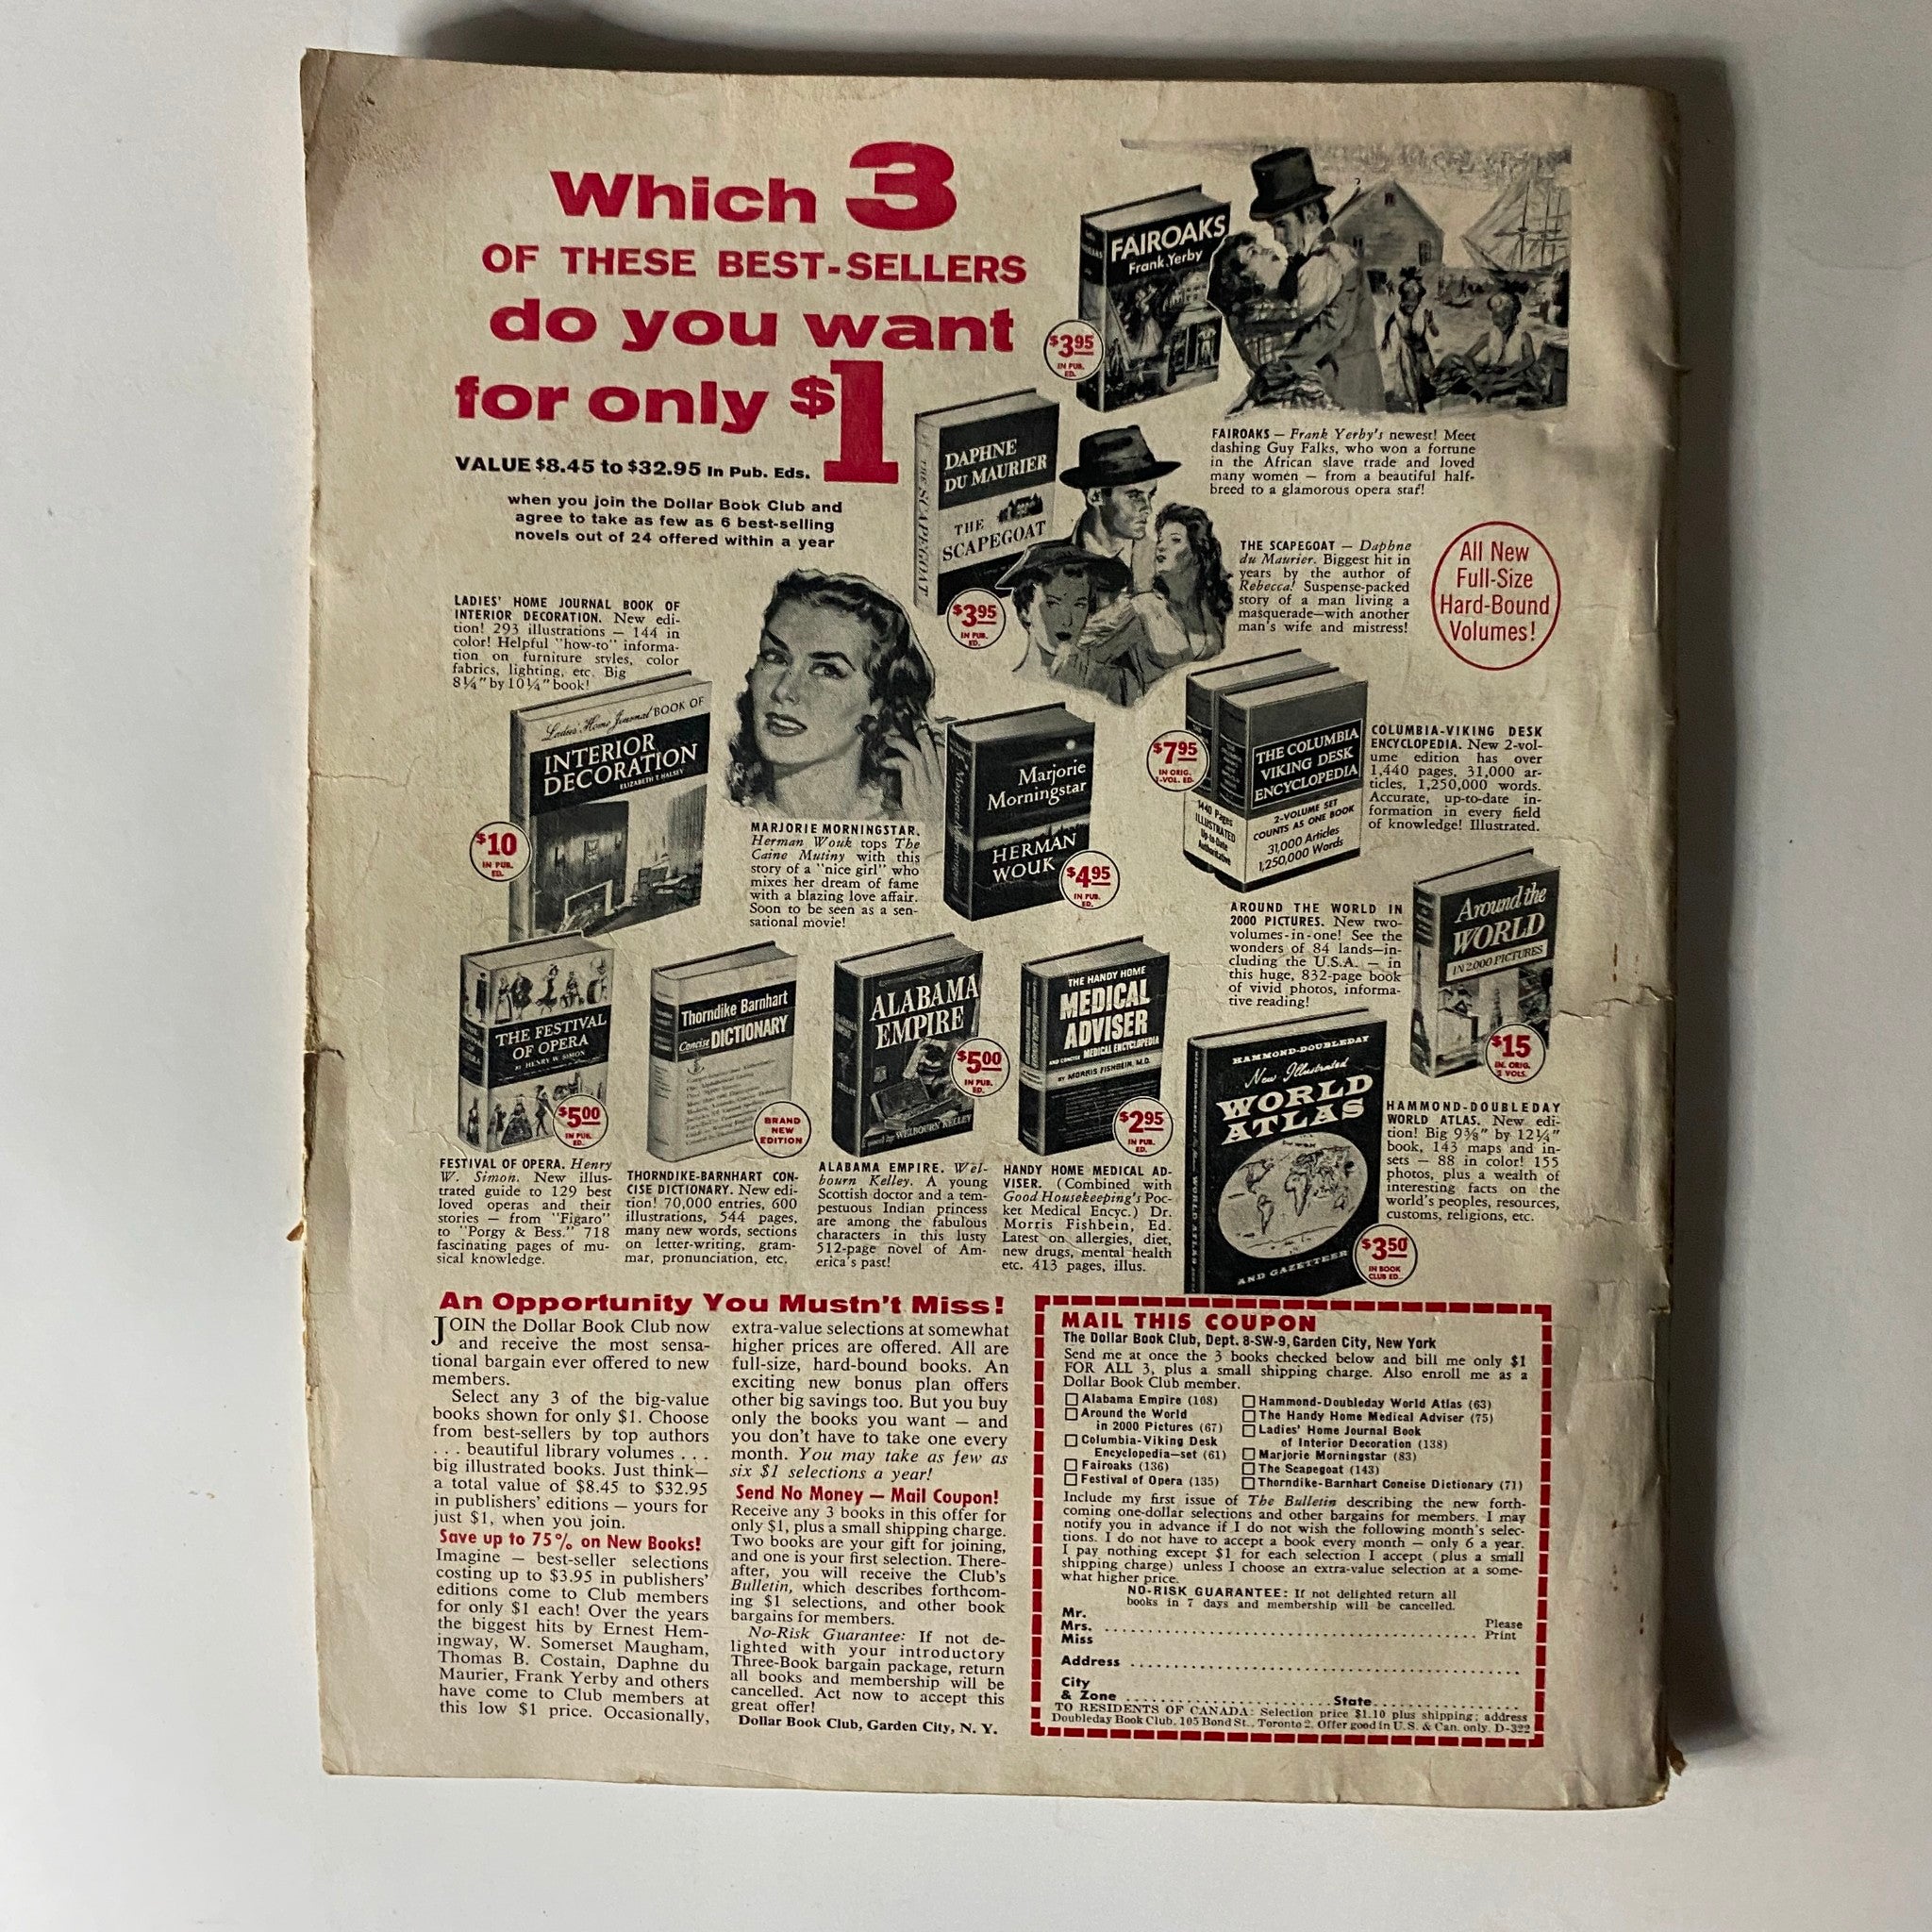 Which 3
OF THESE BEST-SELLERS
do you want
for only $1
VALUE $8.45 to $32.95 In Pub. Eds.
when you join the Dollar Book Club and
agree to take as few as 6 best-selling
novels out of 24 offered within a year
FAIROAKS
Frank Yerby
$3.95
IN PUB.
ED.
FAIROAKS — Frank Yerby's newest! Meet
dashing Guy Falks, who won a fortune
in the African slave trade and loved
many women — from a beautiful half-
breed to a glamorous opera star!
DAPHNE
DU MAURIER
THE
SCAPEGOAT
THE SCAPEGOAT
$3.95
IN PUB.
ED.
THE SCAPEGOAT — Daphne
du Maurier. Biggest hit in
years by the author of
Rebecca! Suspense-packed
story of a man living a
masquerade—with another
man's wife and mistress!
All New
Full-Size
Hard-Bound
Volumes!
LADIES' HOME JOURNAL BOOK OF
INTERIOR DECORATION. New edi-
tion! 293 illustrations — 144 in
color! Helpful "how-to" informa-
tion on furniture styles, color
fabrics, lighting, etc. Big
8¼" by 10¼" book!
Ladies' Home Journal BOOK OF
INTERIOR
DECORATION
ELIZABETH T. HALSEY
$10
IN PUB.
ED.
MARJORIE MORNINGSTAR.
Herman Wouk tops The
Caine Mutiny with this
story of a "nice girl" who
mixes her dream of fame
with a blazing love affair.
Soon to be seen as a sen-
sational movie!
Marjorie
Morningstar
HERMAN
WOUK
Marjorie Morningstar
$4.95
IN PUB.
ED.
$7.95
IN ORIG.
1-VOL. ED.
THE COLUMBIA
VIKING DESK
ENCYCLOPEDIA
2-VOLUME SET
COUNTS AS ONE BOOK
31,000 Articles
1,250,000 Words
1440 Pages
ILLUSTRATED
Up-to-Date
Authoritative
COLUMBIA-VIKING DESK
ENCYCLOPEDIA. New 2-vol-
ume edition has over
1,440 pages, 31,000 ar-
ticles, 1,250,000 words.
Accurate, up-to-date in-
formation in every field
of knowledge! Illustrated.
AROUND THE WORLD IN
2000 PICTURES. New two-
volumes-in-one! See the
wonders of 84 lands—in-
cluding the U.S.A. — in
this huge, 832-page book
of vivid photos, informa-
tive reading!
Around the
WORLD
IN 2000 PICTURES
$15
IN ORIG.
2 VOLS.
THE FESTIVAL
OF OPERA
BY HENRY W. SIMON
$5.00
IN PUB.
ED.
FESTIVAL OF OPERA. Henry
W. Simon. New illus-
trated guide to 129 best
loved operas and their
stories — from "Figaro"
to "Porgy & Bess." 718
fascinating pages of mu-
sical knowledge.
Thorndike Barnhart
Concise DICTIONARY
BRAND
NEW
EDITION
THORNDIKE-BARNHART CON-
CISE DICTIONARY. New edi-
tion! 70,000 entries, 600
illustrations, 544 pages,
many new words, sections
on letter-writing, gram-
mar, pronunciation, etc.
ALABAMA
EMPIRE
WELBOURN KELLEY
$5.00
IN PUB.
ED.
ALABAMA EMPIRE. Wel-
bourn Kelley. A young
Scottish doctor and a tem-
pestuous Indian princess
are among the fabulous
characters in this lusty
512-page novel of Am-
erica's past!
THE HANDY HOME
MEDICAL
ADVISER
AND CONCISE MEDICAL ENCYCLOPEDIA
BY MORRIS FISHBEIN, M.D.
$2.95
IN PUB.
ED.
HANDY HOME MEDICAL AD-
VISER. (Combined with
Good Housekeeping's Poc-
ket Medical Encyc.) Dr.
Morris Fishbein, Ed.
Latest on allergies, diet,
new drugs, mental health
etc. 413 pages, illus.
HAMMOND-DOUBLEDAY
New Illustrated
WORLD
ATLAS
AND GAZETTEER
$3.50
IN BOOK
CLUB ED.
HAMMOND-DOUBLEDAY
WORLD ATLAS. New edi-
tion! Big 9⅜" by 12¼"
book, 143 maps and in-
sets — 88 in color! 155
photos, plus a wealth of
interesting facts on the
world's peoples, resources,
customs, religions, etc.
An Opportunity You Mustn't Miss!
JOIN the Dollar Book Club now
and receive the most sensa-
tional bargain ever offered to new
members.
Select any 3 of the big-value
books shown for only $1. Choose
from best-sellers by top authors
. . . beautiful library volumes . . .
big illustrated books. Just think—
a total value of $8.45 to $32.95
in publishers' editions — yours for
just $1, when you join.
Save up to 75% on New Books!
Imagine — best-seller selections
costing up to $3.95 in publishers'
editions come to Club members
for only $1 each! Over the years
the biggest hits by Ernest Hem-
ingway, W. Somerset Maugham,
Thomas B. Costain, Daphne du
Maurier, Frank Yerby and others
have come to Club members at
this low $1 price. Occasionally,
extra-value selections at somewhat
higher prices are offered. All are
full-size, hard-bound books. An
exciting new bonus plan offers
other big savings too. But you buy
only the books you want — and
you don't have to take one every
month. You may take as few as
six $1 selections a year!
Send No Money — Mail Coupon!
Receive any 3 books in this offer for
only $1, plus a small shipping charge.
Two books are your gift for joining,
and one is your first selection. There-
after, you will receive the Club's
Bulletin, which describes forthcom-
ing $1 selections, and other book
bargains for members.
No-Risk Guarantee: If not de-
lighted with your introductory
Three-Book bargain package, return
all books and membership will be
cancelled. Act now to accept this
great offer!
Dollar Book Club, Garden City, N. Y.
MAIL THIS COUPON
The Dollar Book Club, Dept. 8-SW-9, Garden City, New York
Send me at once the 3 books checked below and bill me only $1
FOR ALL 3, plus a small shipping charge. Also enroll me as a
Dollar Book Club member.
Alabama Empire (108)
Around the World
in 2000 Pictures (67)
Columbia-Viking Desk
Encyclopedia—set (61)
Fairoaks (136)
Festival of Opera (135)
Hammond-Doubleday World Atlas (63)
The Handy Home Medical Adviser (75)
Ladies' Home Journal Book
of Interior Decoration (138)
Marjorie Morningstar (83)
The Scapegoat (143)
Thorndike-Barnhart Concise Dictionary (71)
Include my first issue of The Bulletin describing the new forth-
coming one-dollar selections and other bargains for members. I may
notify you in advance if I do not wish the following month's selec-
tions. I do not have to accept a book every month — only 6 a year.
I pay nothing except $1 for each selection I accept (plus a small
shipping charge) unless I choose an extra-value selection at a some-
what higher price.
NO-RISK GUARANTEE: If not delighted return all
books in 7 days and membership will be cancelled.
Mr.
Mrs.
Miss
Please
Print
Address
City
& Zone
State
TO RESIDENTS OF CANADA: Selection price $1.10 plus shipping; address
Doubleday Book Club, 105 Bond St., Toronto 2. Offer good in U.S. & Can. only. D-322